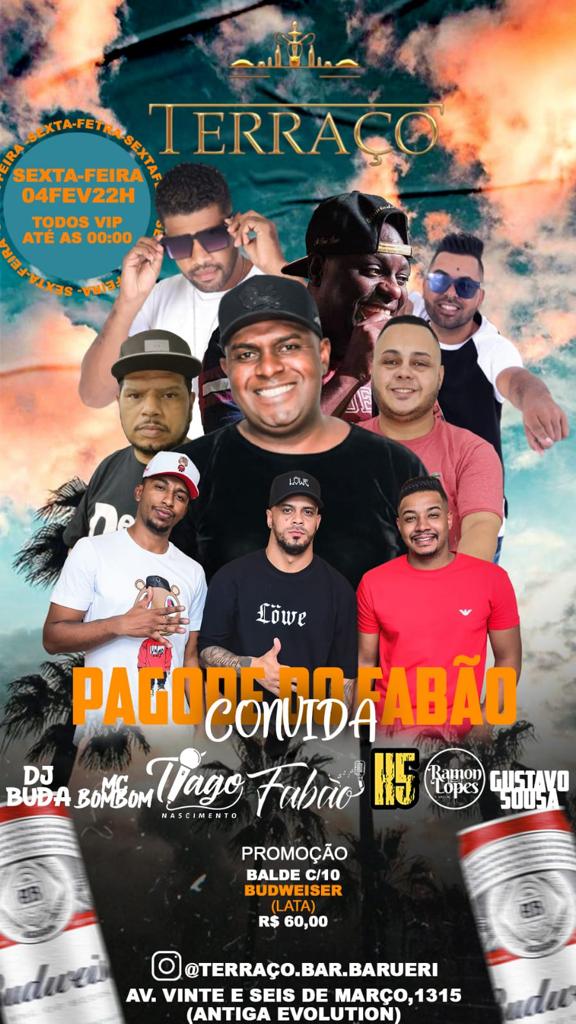 TERRAÇO
SEXTA-FEIRA
04FEV22H
TODOS VIP
ATÉ AS 00:00
SEXTA-FEIRA
Löwe
PAGODE DO FABÃO
CONVIDA
DJ
BUDA
MC
BOMBOM
Tiago
NASCIMENTO
Fabão
K5
Ramon
Lopes
GUSTAVO
SOUSA
PROMOÇÃO
BALDE C/10
BUDWEISER
(LATA)
R$ 60,00
@TERRAÇO.BAR.BARUERI
AV. VINTE E SEIS DE MARÇO,1315
(ANTIGA EVOLUTION)